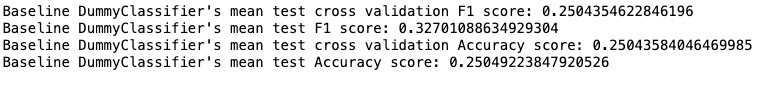 Baseline DummyClassifier's mean test cross validation F1 score: 0.2504354622846196
Baseline DummyClassifier's mean test F1 score: 0.32701088634929304
Baseline DummyClassifier's mean test cross validation Accuracy score: 0.25043584046469985
Baseline DummyClassifier's mean test Accuracy score: 0.25049223847920526